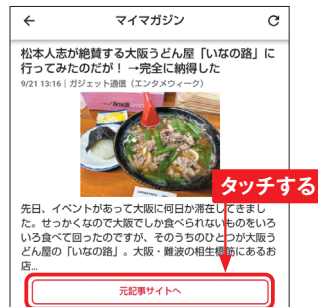 マイマガジン
松本人志が絶賛する大阪うどん屋「いなの路」に
行ってみたのだが！→完全に納得した
9/21 13:16｜ガジェット通信（エンタメウィーク）
タッチする
先日、イベントがあって大阪に何日か滞在してきまし
た。せっかくなので大阪でしか食べられないものをいろ
いろ食べて回ったのですが、そのうちのひとつが大阪う
どん屋の「いなの路」。大阪・難波の相生橋筋にあるお
店...
元記事サイトへ